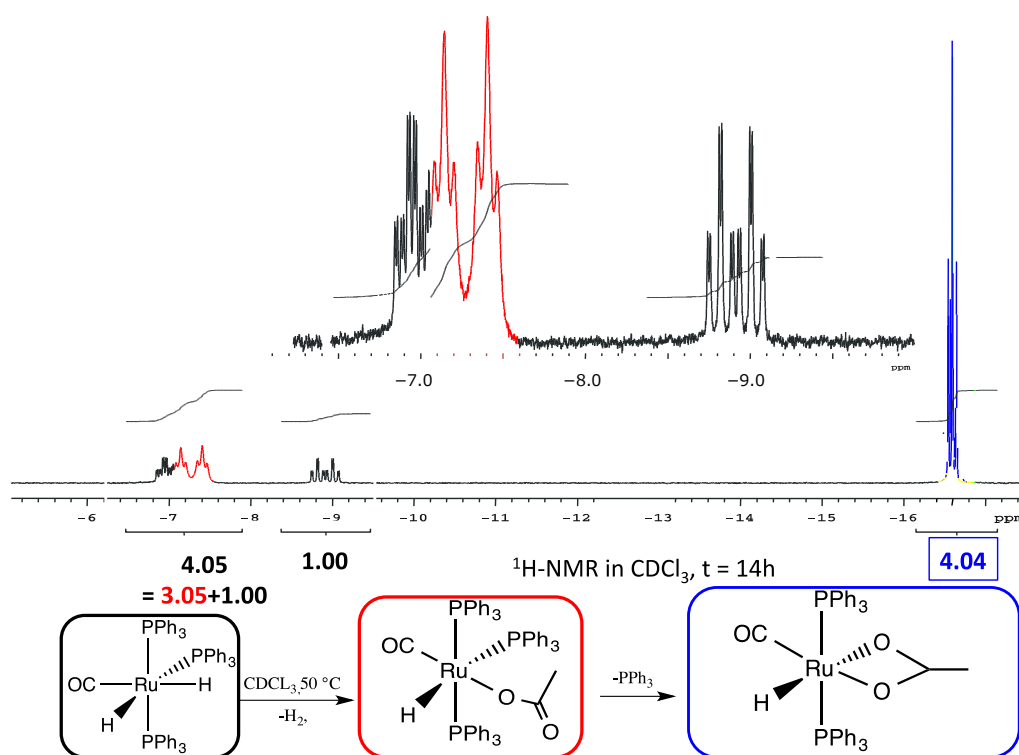 −7.0 −8.0 −9.0 ppm
−6 −7 −8 −9 −10 −11 −12 −13 −14 −15 −16 ppm
4.05 1.00 ¹H-NMR in CDCl₃, t = 14h 4.04
= 3.05+1.00
PPh₃
PPh₃
OC Ru H
H
PPh₃
CDCL₃,50 °C
-H₂,
PPh₃
OC PPh₃
Ru
H O
O
PPh₃
-PPh₃
PPh₃
OC O
Ru
H O
PPh₃